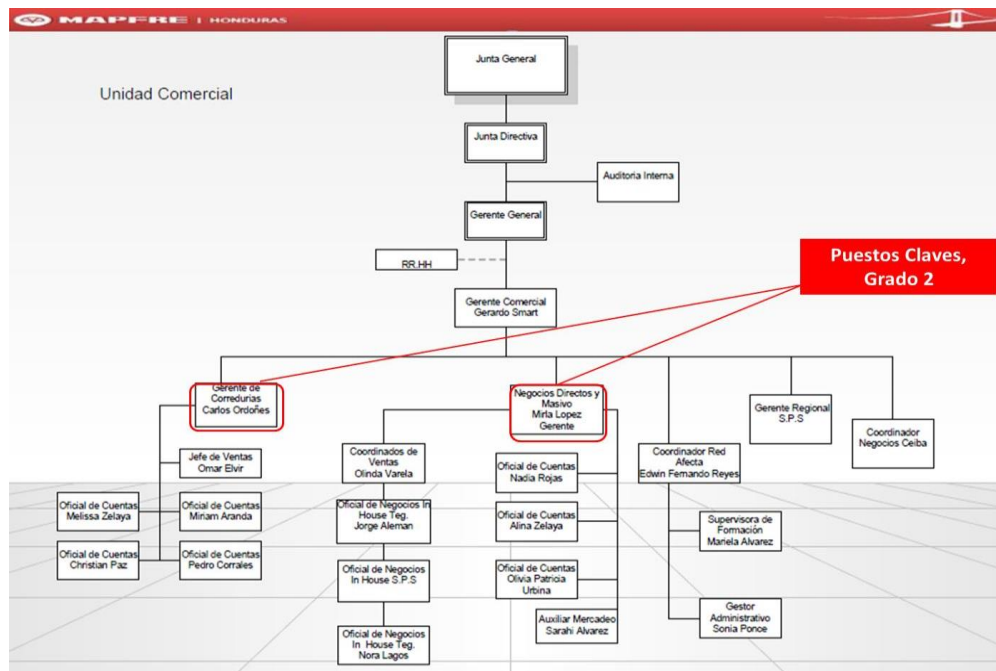 MAPFRE | HONDURAS
Unidad Comercial
Junta General
Junta Directiva
Auditoria Interna
Gerente General
RR.HH
Puestos Claves,
Grado 2
Gerente Comercial
Gerardo Smart
Gerente de
Corredurias
Carlos Ordoñes
Negocios Directos y
Masivo
Mirla Lopez
Gerente
Gerente Regional
S.P.S
Coordinador
Negocios Ceiba
Jefe de Ventas
Omar Elvir
Coordinados de
Ventas
Olinda Varela
Oficial de Cuentas
Nadia Rojas
Coordinador Red
Afecta
Edwin Fernando Reyes
Oficial de Cuentas
Melissa Zelaya
Oficial de Cuentas
Miriam Aranda
Oficial de Negocios In
House Teg.
Jorge Aleman
Oficial de Cuentas
Alina Zelaya
Supervisora de
Formación
Mariela Alvarez
Oficial de Cuentas
Christian Paz
Oficial de Cuentas
Pedro Corrales
Oficial de Negocios
In House S.P.S
Oficial de Cuentas
Olivia Patricia
Urbina
Auxiliar Mercadeo
Sarahi Alvarez
Gestor
Administrativo
Sonia Ponce
Oficial de Negocios
In House Teg.
Nora Lagos